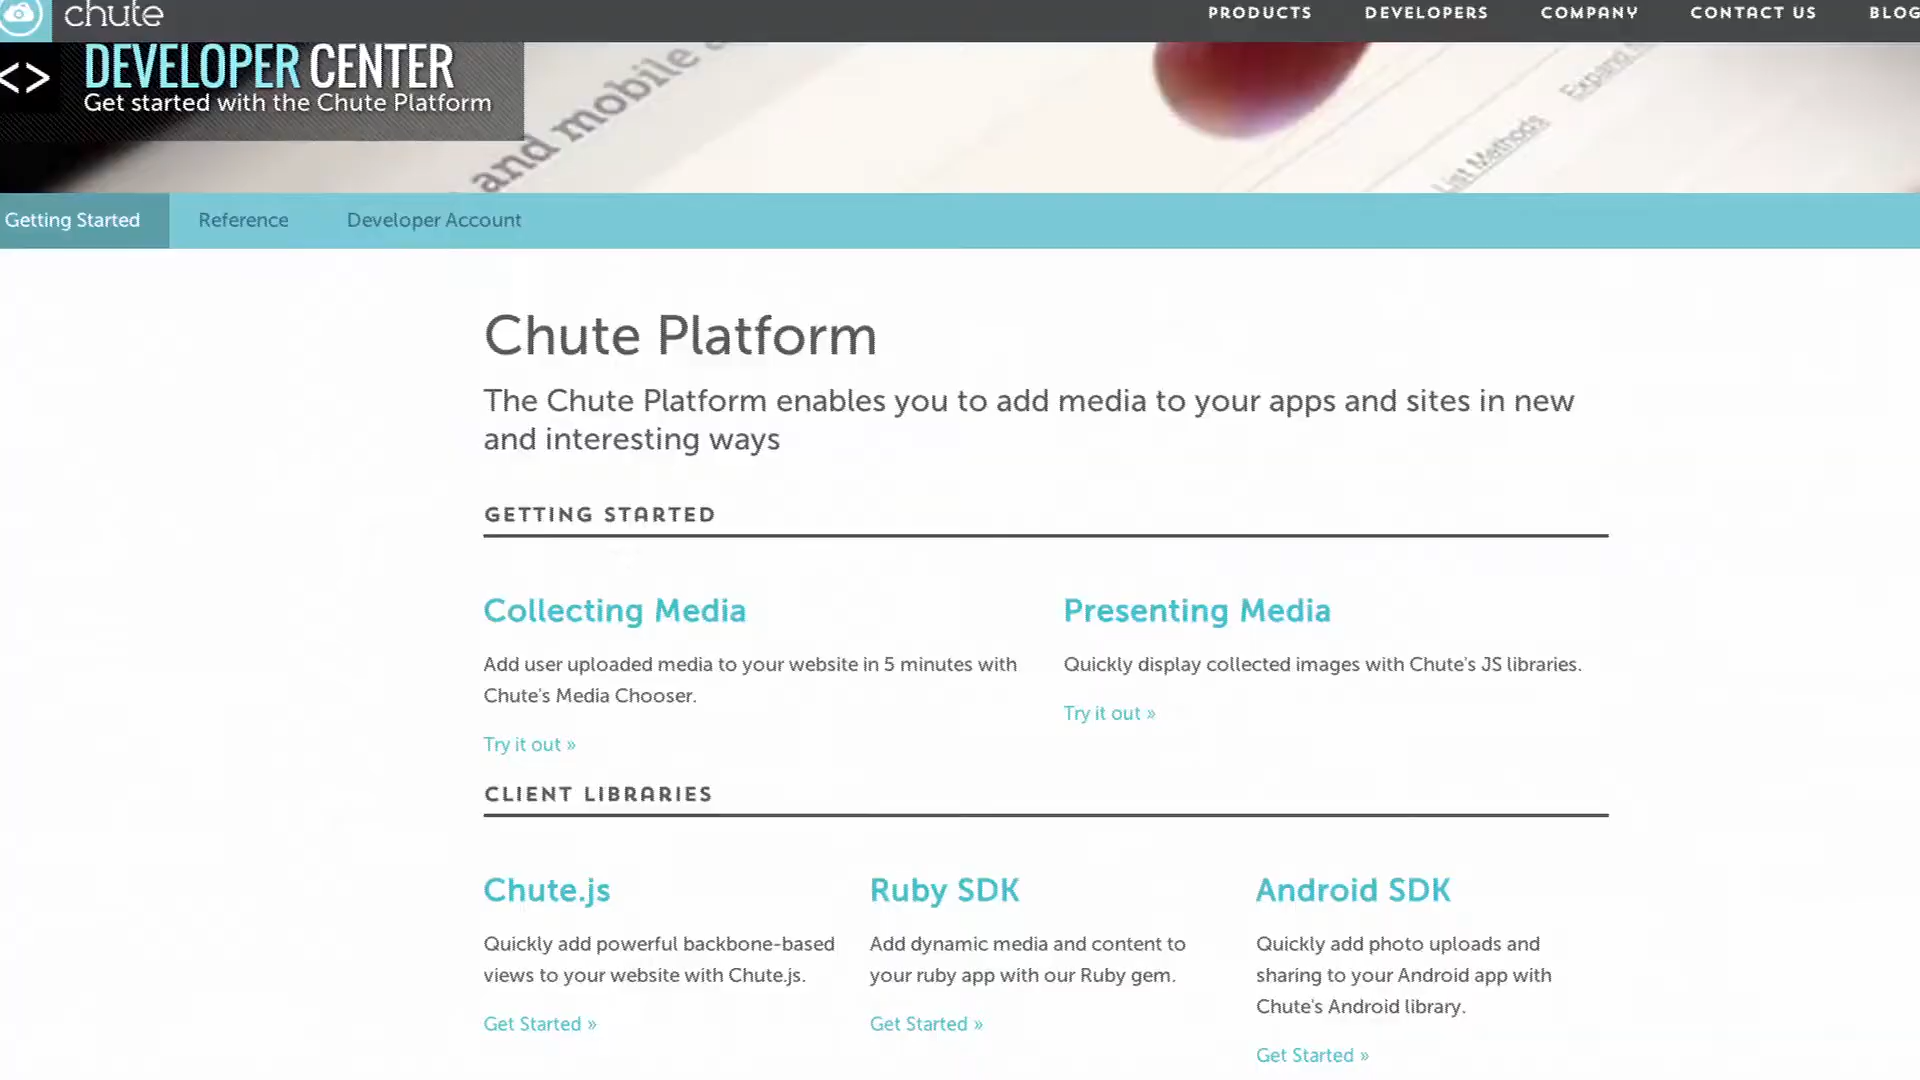 chute
PRODUCTS DEVELOPERS COMPANY CONTACT US BLOG
<> DEVELOPER CENTER
Get started with the Chute Platform
and mobile
List Methods
Getting Started Reference Developer Account
Chute Platform
The Chute Platform enables you to add media to your apps and sites in new
and interesting ways
GETTING STARTED
Collecting Media
Add user uploaded media to your website in 5 minutes with
Chute's Media Chooser.
Try it out »
Presenting Media
Quickly display collected images with Chute's JS libraries.
Try it out »
CLIENT LIBRARIES
Chute.js
Quickly add powerful backbone-based
views to your website with Chute.js.
Get Started »
Ruby SDK
Add dynamic media and content to
your ruby app with our Ruby gem.
Get Started »
Android SDK
Quickly add photo uploads and
sharing to your Android app with
Chute's Android library.
Get Started »